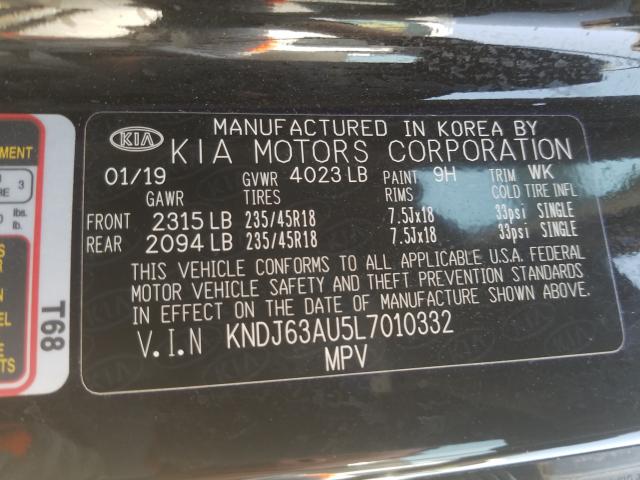 KIA
MANUFACTURED IN KOREA BY
KIA MOTORS CORPORATION
01/19 GVWR 4023 LB PAINT 9H TRIM WK
GAWR TIRES RIMS COLD TIRE INFL
FRONT 2315 LB 235/45R18 7.5Jx18 33psi SINGLE
REAR 2094 LB 235/45R18 7.5Jx18 33psi SINGLE
THIS VEHICLE CONFORMS TO ALL APPLICABLE U.S.A. FEDERAL
MOTOR VEHICLE SAFETY AND THEFT PREVENTION STANDARDS
IN EFFECT ON THE DATE OF MANUFACTURE SHOWN ABOVE.
V.I.N KNDJ63AU5L7010332
MPV
T68
3
lbs.